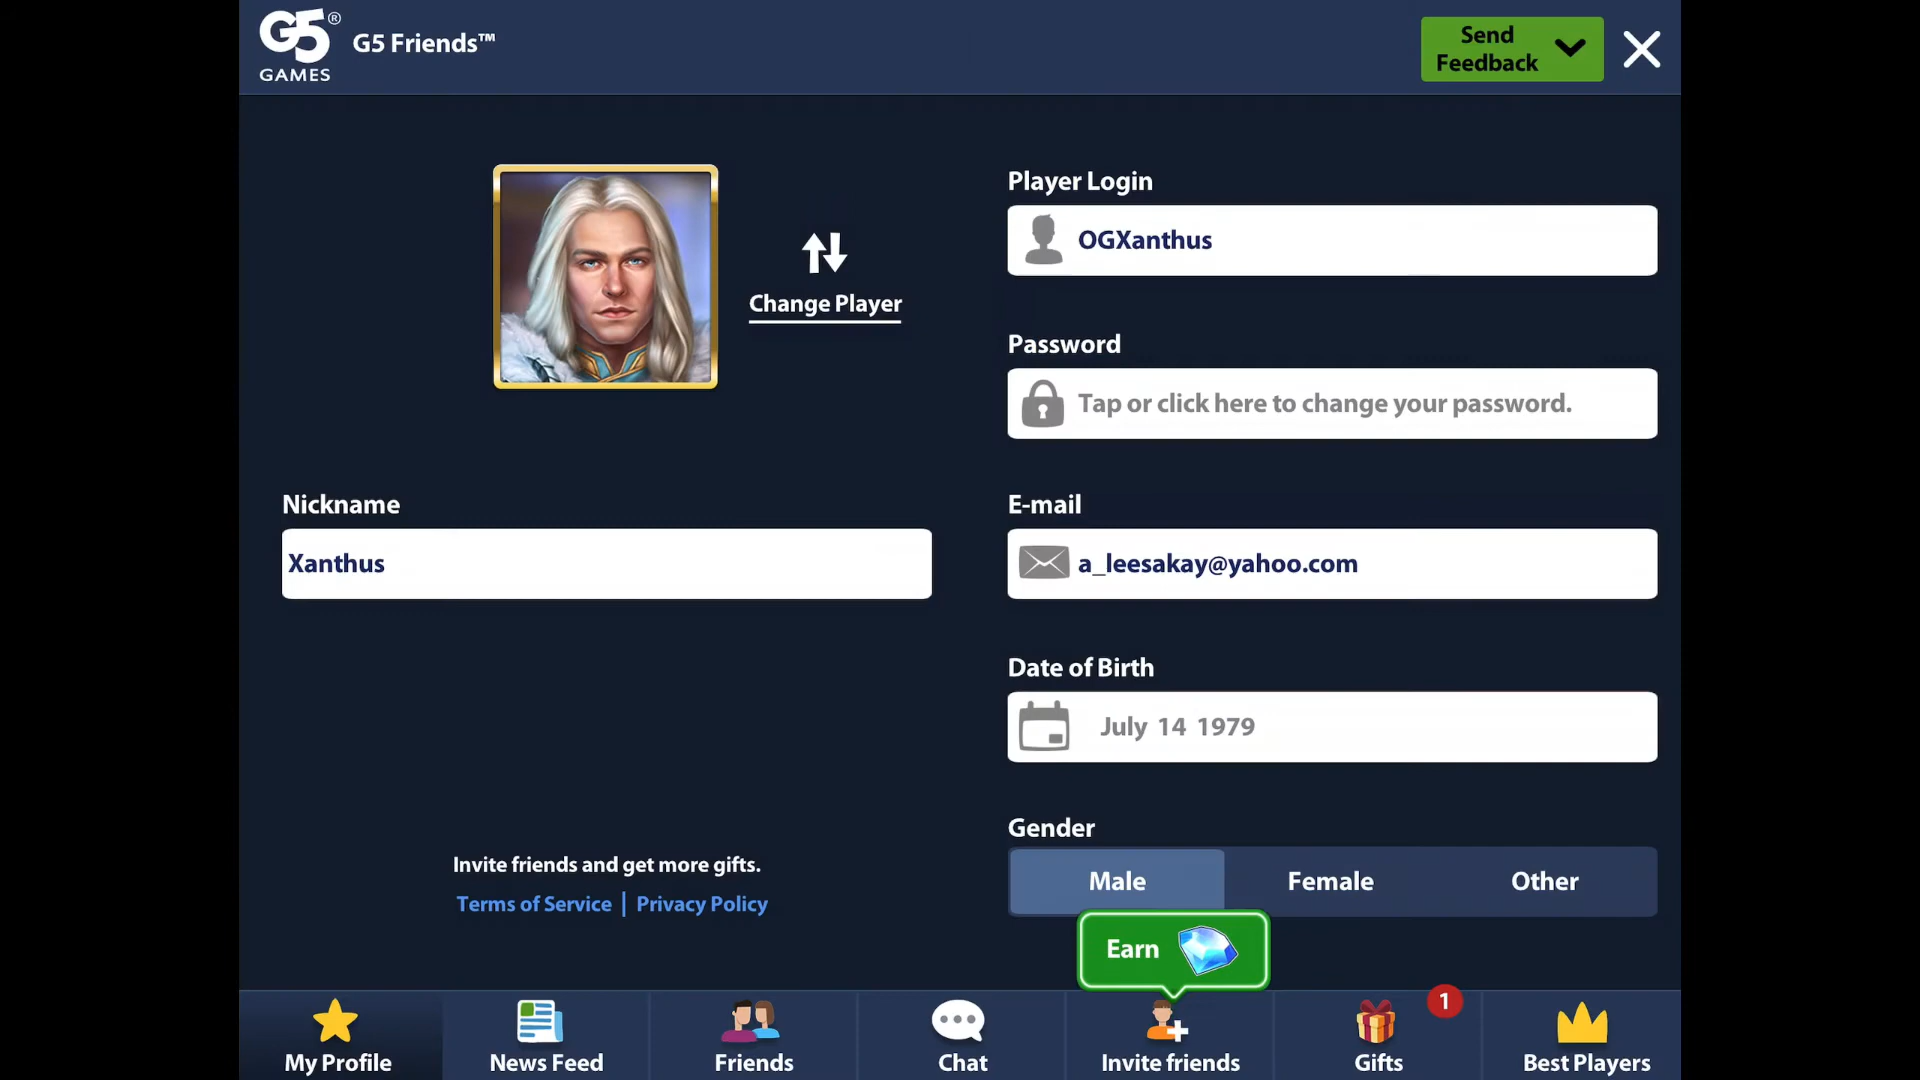 G5®
GAMES
G5 Friends™
Send
Feedback
Change Player
Nickname
Xanthus
Invite friends and get more gifts.
Terms of Service | Privacy Policy
Player Login
OGXanthus
Password
Tap or click here to change your password.
E-mail
a_leesakay@yahoo.com
Date of Birth
July 14 1979
Gender
Male Female Other
Earn
1
My Profile News Feed Friends Chat Invite friends Gifts Best Players